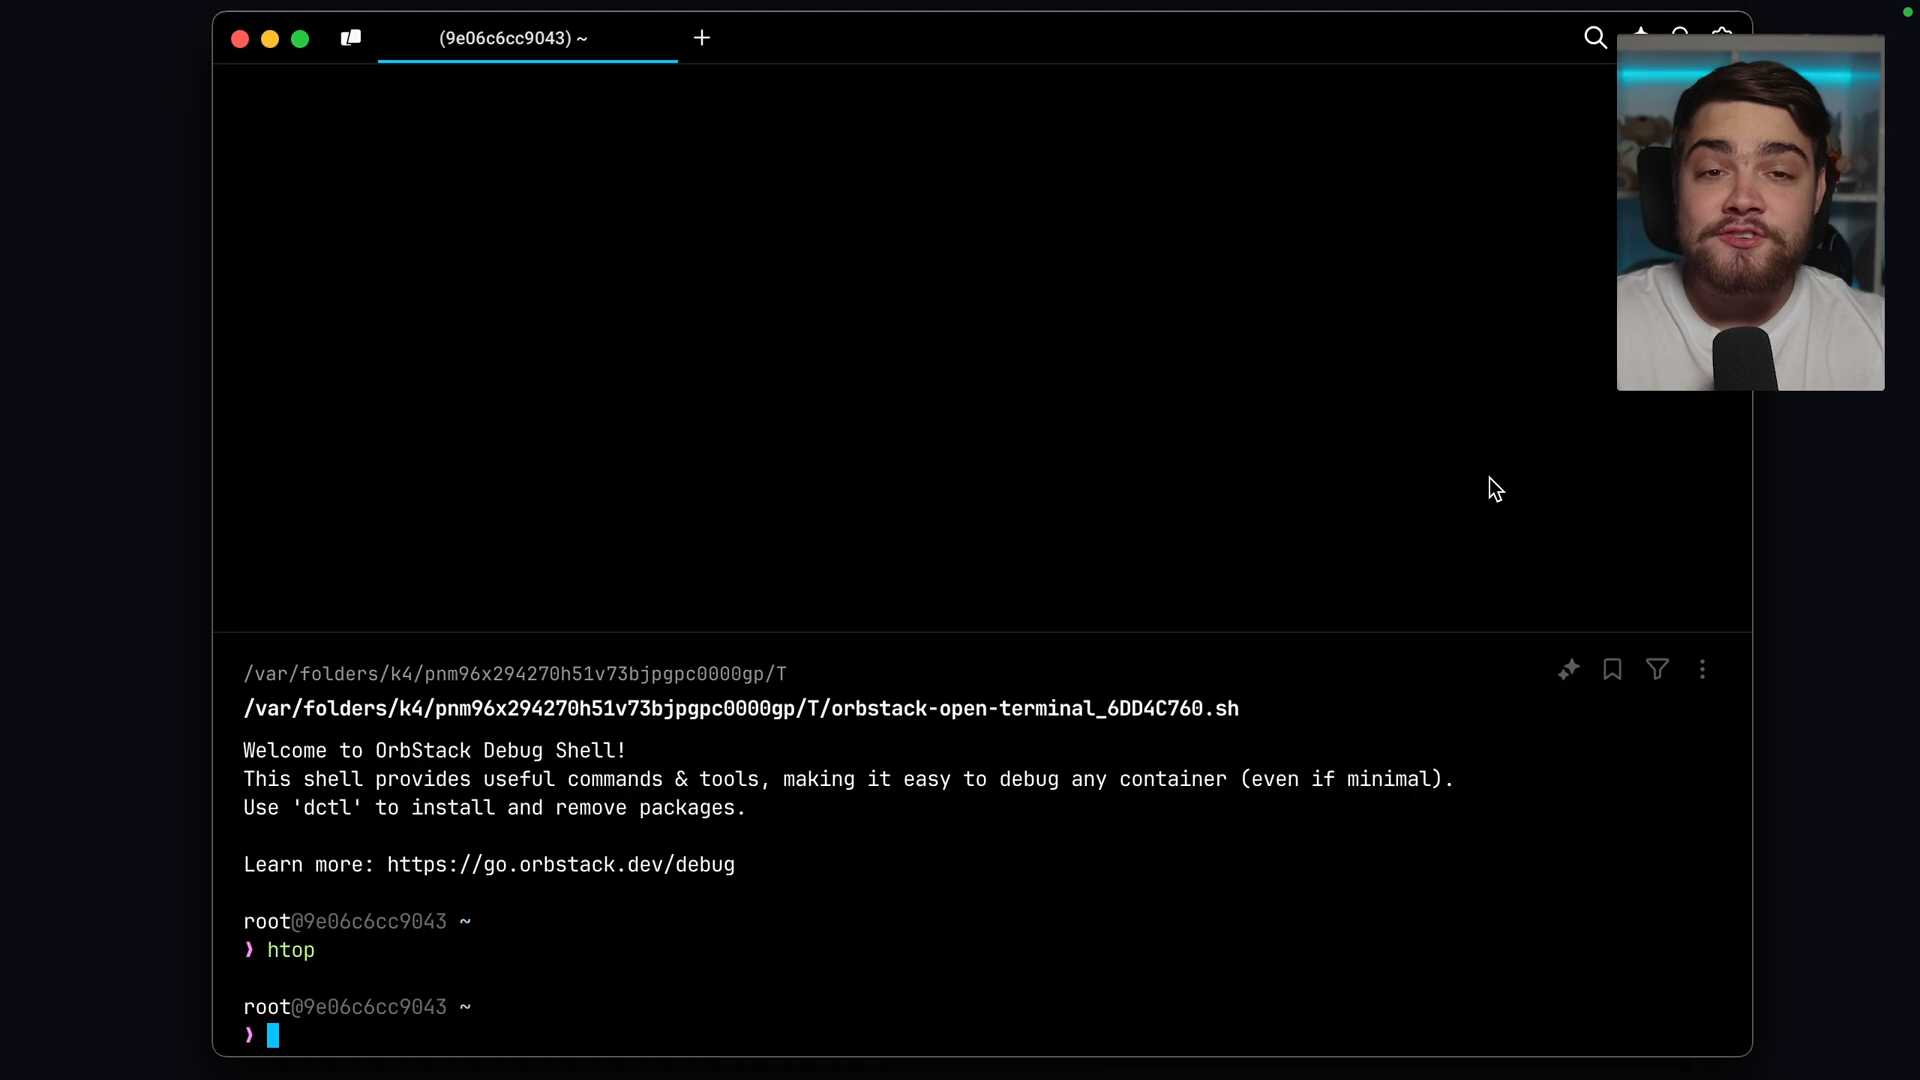 (9e06c6cc9043) ~
/var/folders/k4/pnm96x294270h51v73bjpgpc0000gp/T
/var/folders/k4/pnm96x294270h51v73bjpgpc0000gp/T/orbstack-open-terminal_6DD4C760.sh
Welcome to OrbStack Debug Shell!
This shell provides useful commands & tools, making it easy to debug any container (even if minimal).
Use 'dctl' to install and remove packages.
Learn more: https://go.orbstack.dev/debug
root@9e06c6cc9043 ~
❯ htop
root@9e06c6cc9043 ~
❯